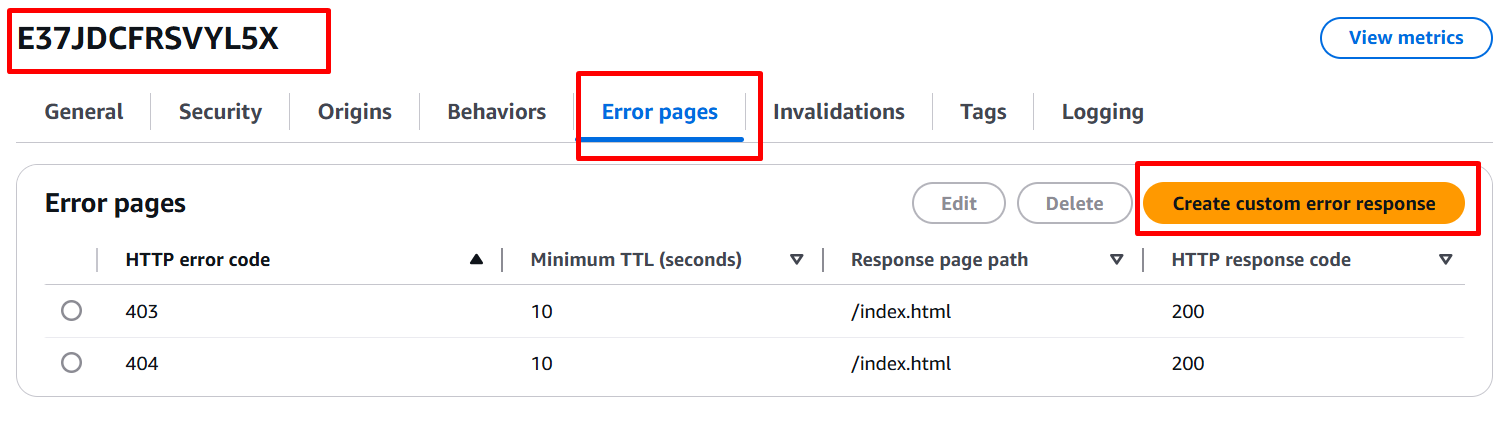 E37JDCFRSVYL5X
View metrics
General Security Origins Behaviors Error pages Invalidations Tags Logging
Error pages Edit Delete Create custom error response
HTTP error code Minimum TTL (seconds) Response page path HTTP response code
403 10 /index.html 200
404 10 /index.html 200